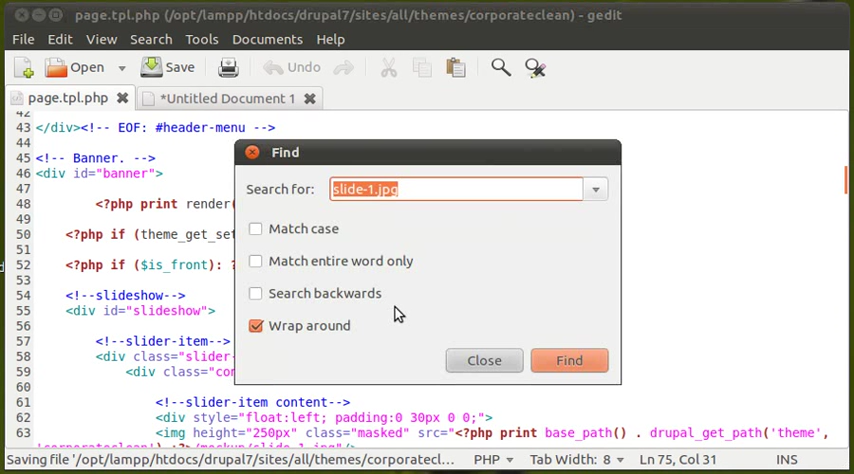 page.tpl.php (/opt/lampp/htdocs/drupal7/sites/all/themes/corporateclean) - gedit
File Edit View Search Tools Documents Help
Open Save Undo
page.tpl.php *Untitled Document 1
42
43 </div><!-- EOF: #header-menu -->
44
45 <!-- Banner. -->
46 <div id="banner">
47
48 <?php print render(
49
50 <?php if (theme_get_set
51
52 <?php if ($is_front): ?
53
54 <!--slideshow-->
55 <div id="slideshow">
56
57 <!--slider-item-->
58 <div class="slider-
59 <div class="con
60
61 <!--slider-item content-->
62 <div style="float:left; padding:0 30px 0 0;">
63 <img height="250px" class="masked" src="<?php print base_path() . drupal_get_path('theme',
'corporateclean') ;?>/mockup/slide-1.jpg"/>
Find
Search for: slide-1.jpg
Match case
Match entire word only
Search backwards
Wrap around
Close Find
Saving file '/opt/lampp/htdocs/drupal7/sites/all/themes/corporatecl... PHP Tab Width: 8 Ln 75, Col 31 INS